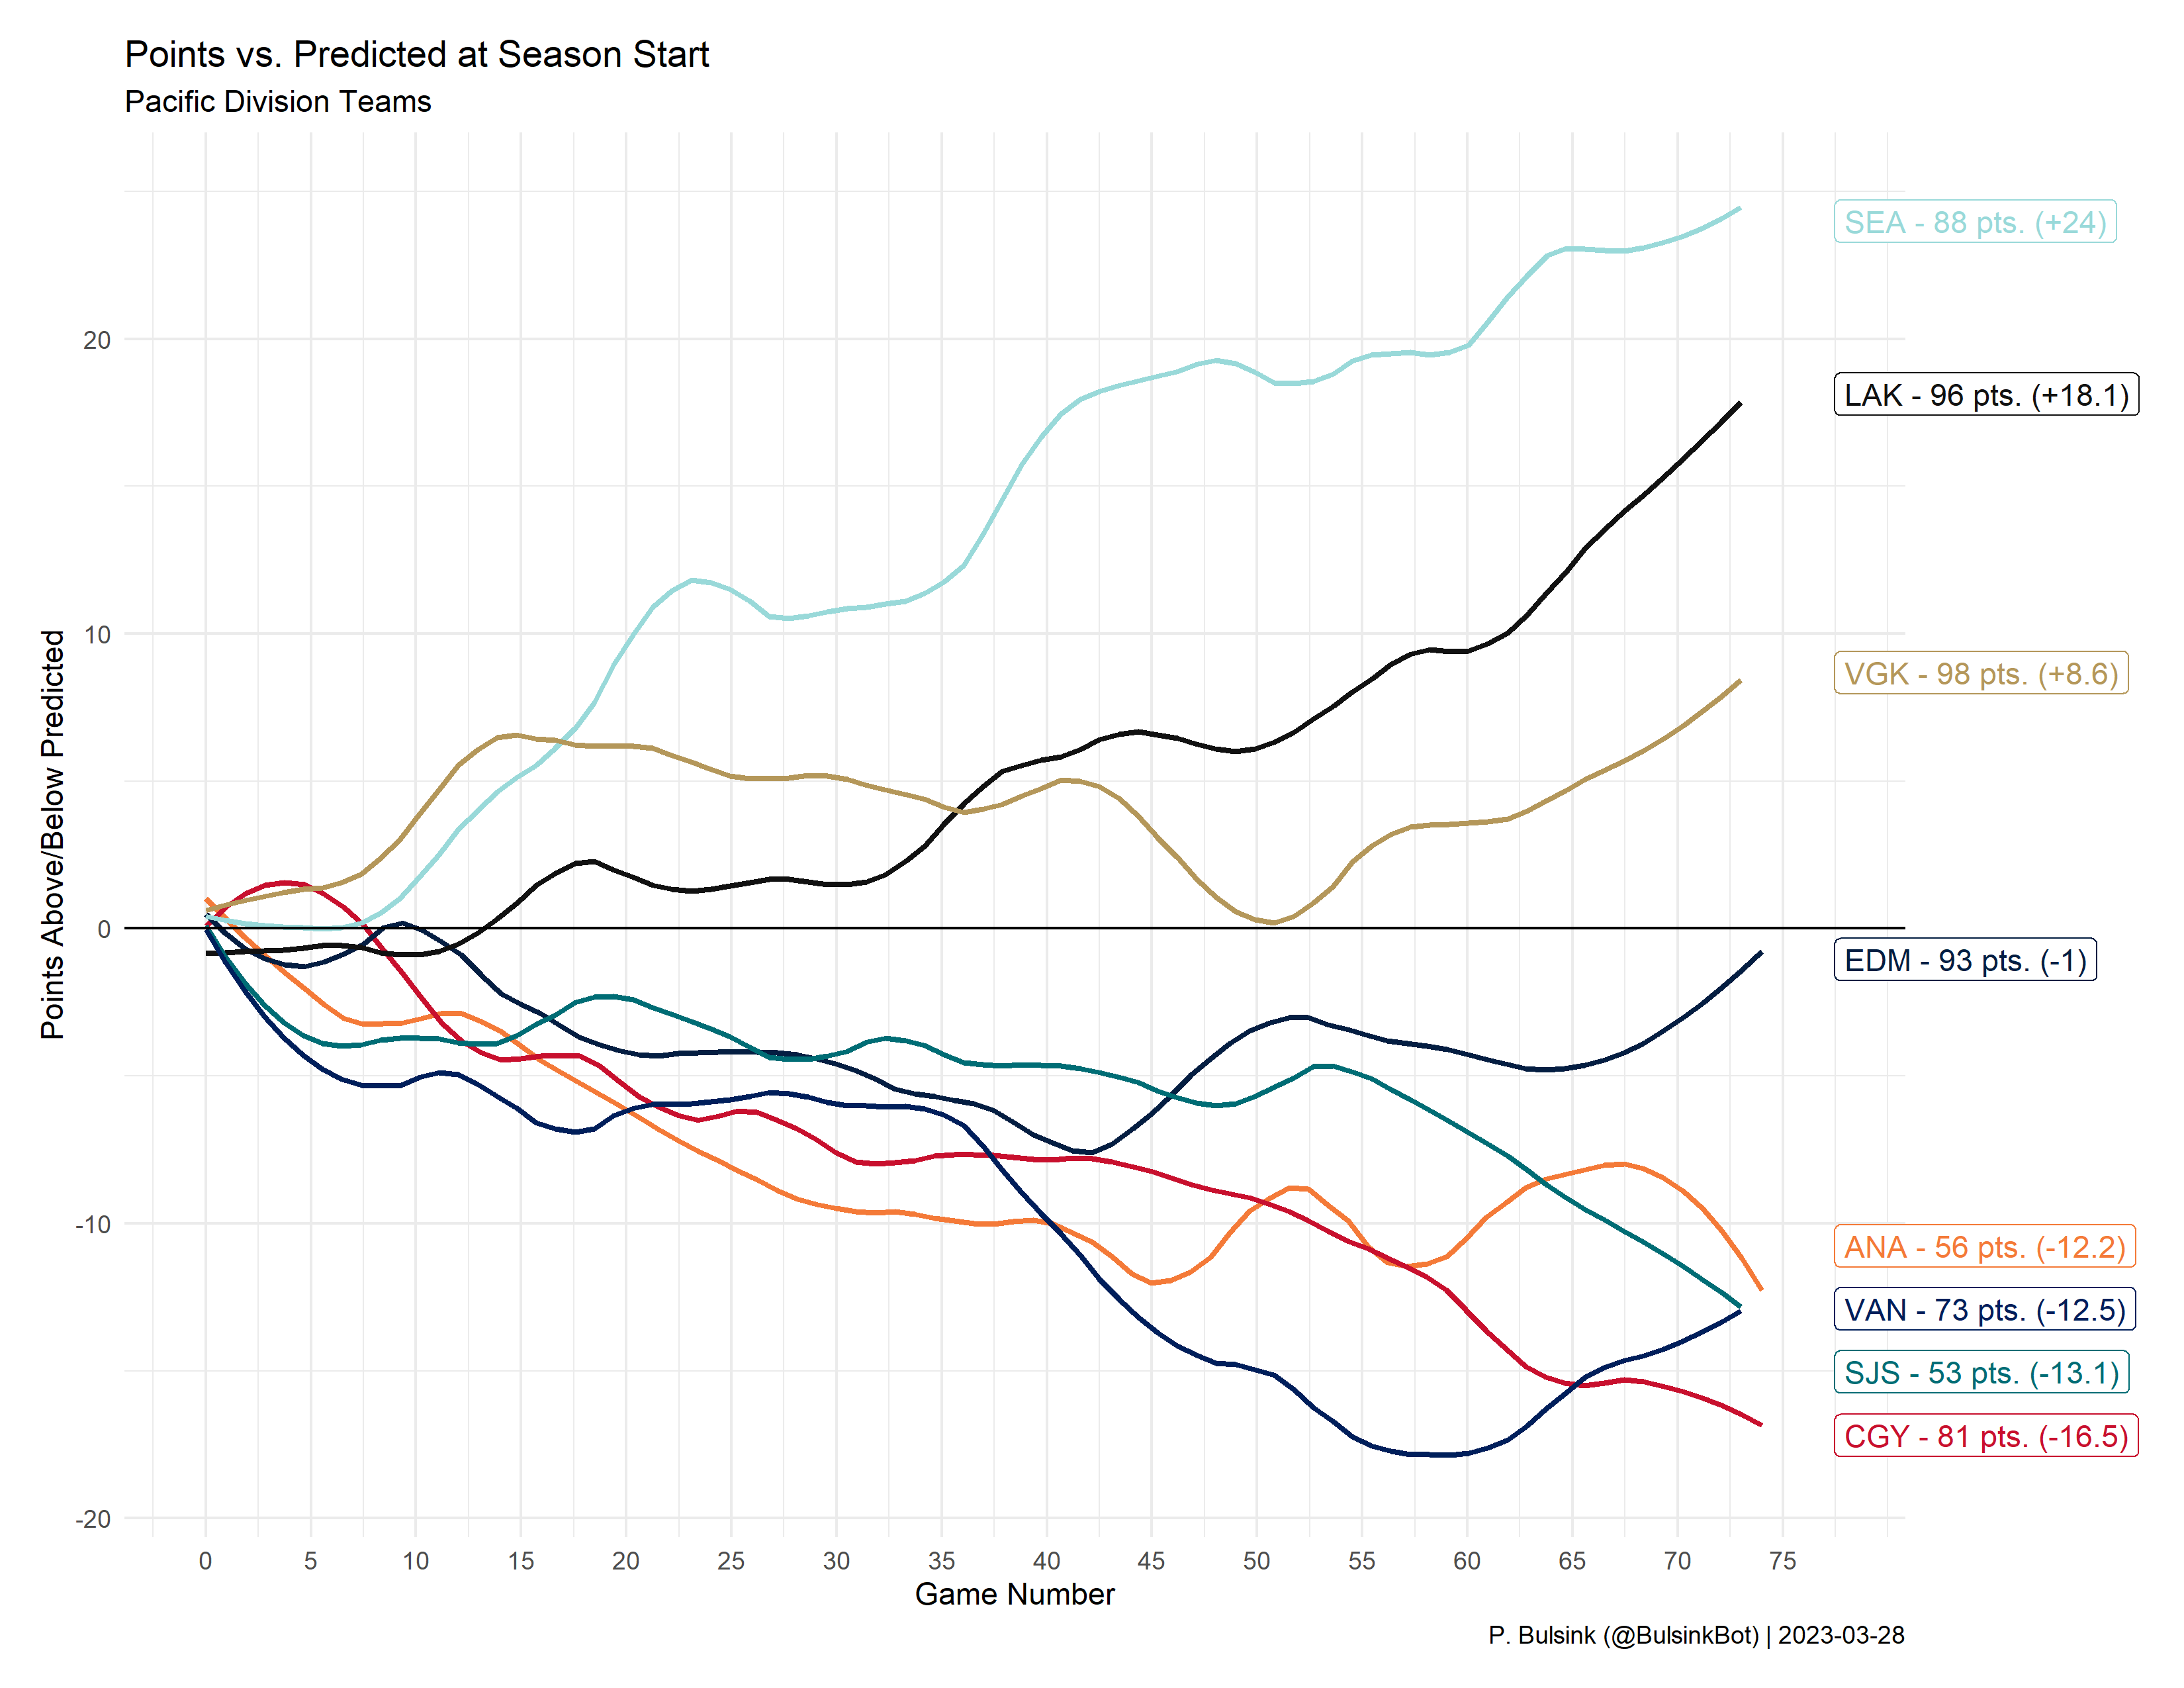 Points vs. Predicted at Season Start
Pacific Division Teams
Points Above/Below Predicted
20
10
0
-10
-20
SEA - 88 pts. (+24)
LAK - 96 pts. (+18.1)
VGK - 98 pts. (+8.6)
EDM - 93 pts. (-1)
ANA - 56 pts. (-12.2)
VAN - 73 pts. (-12.5)
SJS - 53 pts. (-13.1)
CGY - 81 pts. (-16.5)
0 5 10 15 20 25 30 35 40 45 50 55 60 65 70 75
Game Number
P. Bulsink (@BulsinkBot) | 2023-03-28